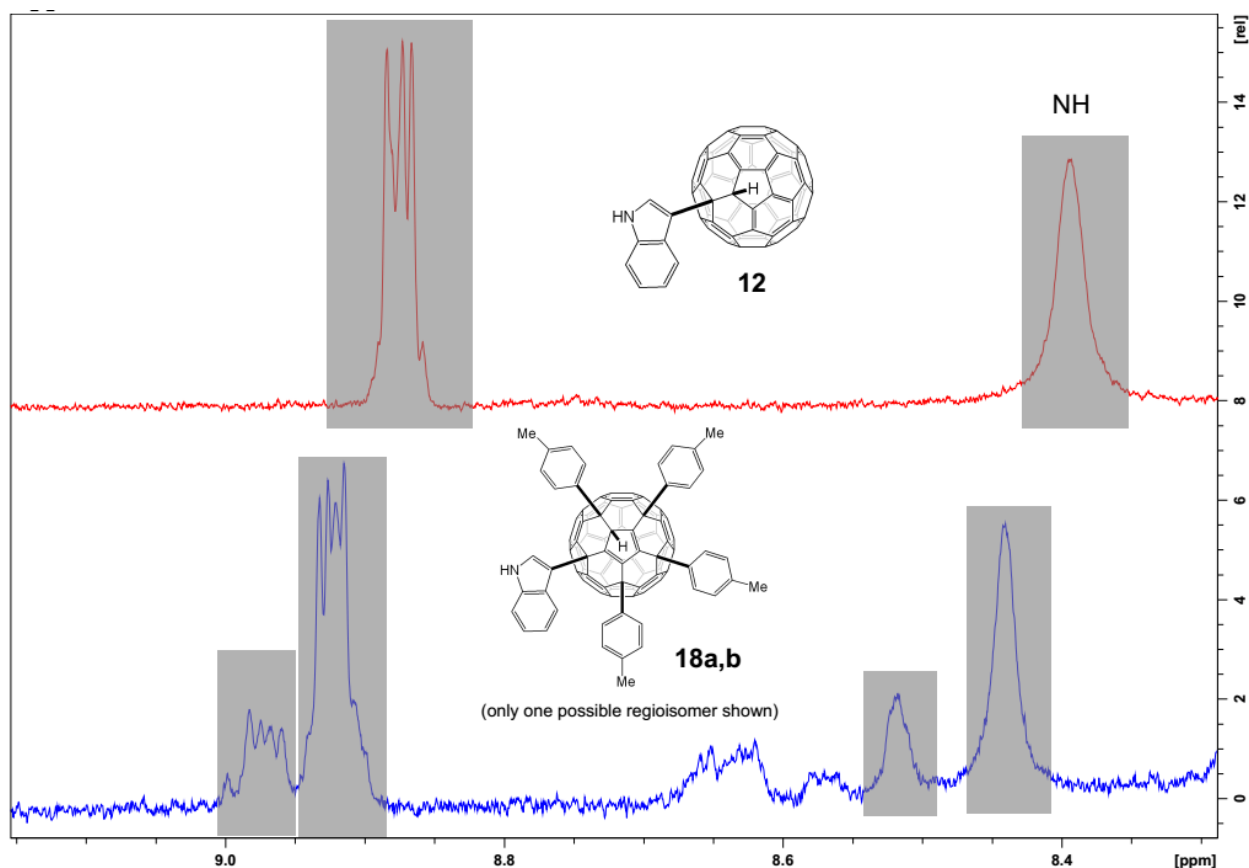 [rel]
14
NH
H
12
HN
12
10
8
Me
Me
6
H
HN
Me
4
Me
18a,b
2
(only one possible regioisomer shown)
0
9.0
8.8
8.6
8.4
[ppm]